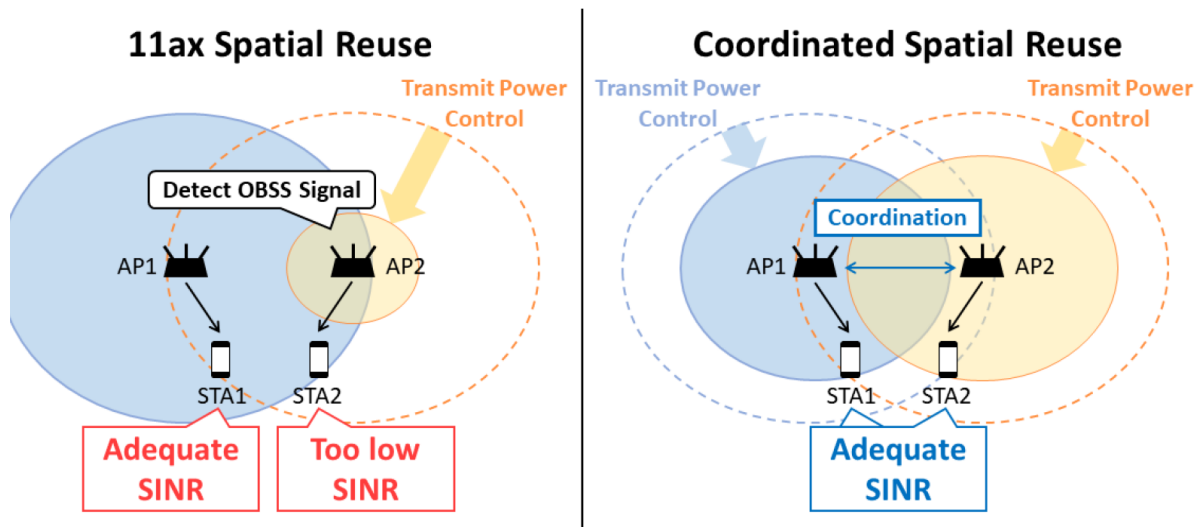 11ax Spatial Reuse
Transmit Power
Control
Detect OBSS Signal
AP1
AP2
STA1
STA2
Adequate
SINR
Too low
SINR
Coordinated Spatial Reuse
Transmit Power
Control
Transmit Power
Control
Coordination
AP1
AP2
STA1
STA2
Adequate
SINR